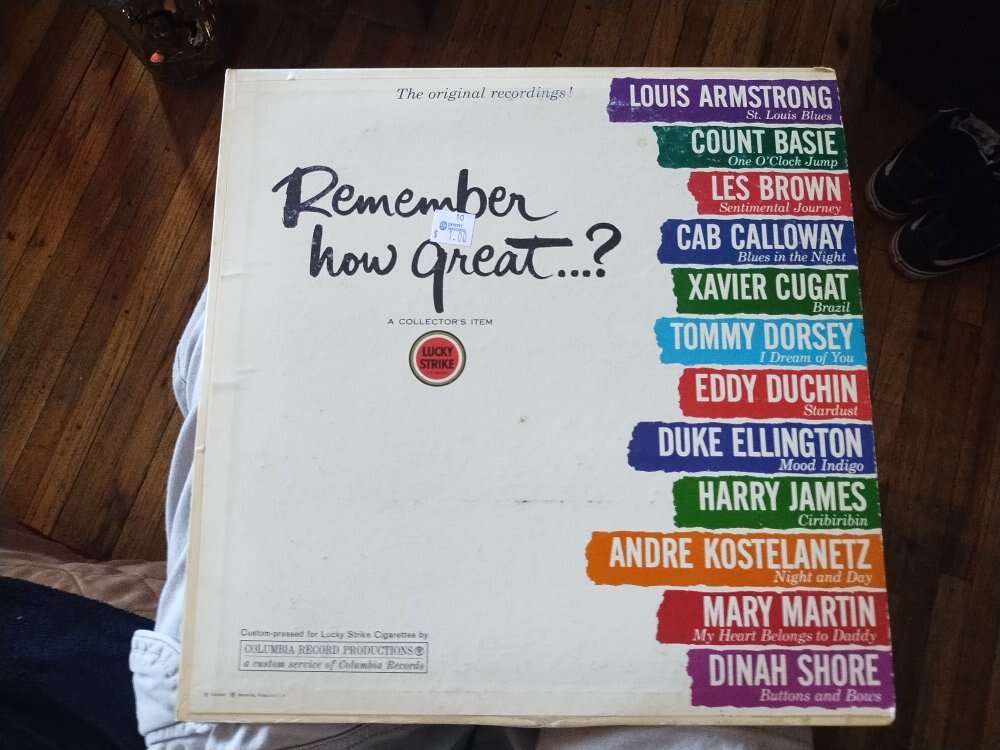 The original recordings!
Remember
how great...?
10
$ 7.00
A COLLECTOR'S ITEM
LUCKY
STRIKE
LOUIS ARMSTRONG
St. Louis Blues
COUNT BASIE
One O'Clock Jump
LES BROWN
Sentimental Journey
CAB CALLOWAY
Blues in the Night
XAVIER CUGAT
Brazil
TOMMY DORSEY
I Dream of You
EDDY DUCHIN
Stardust
DUKE ELLINGTON
Mood Indigo
HARRY JAMES
Ciribiribin
ANDRE KOSTELANETZ
Night and Day
MARY MARTIN
My Heart Belongs to Daddy
DINAH SHORE
Buttons and Bows
Custom-pressed for Lucky Strike Cigarettes by
COLUMBIA RECORD PRODUCTIONS
a custom service of Columbia Records